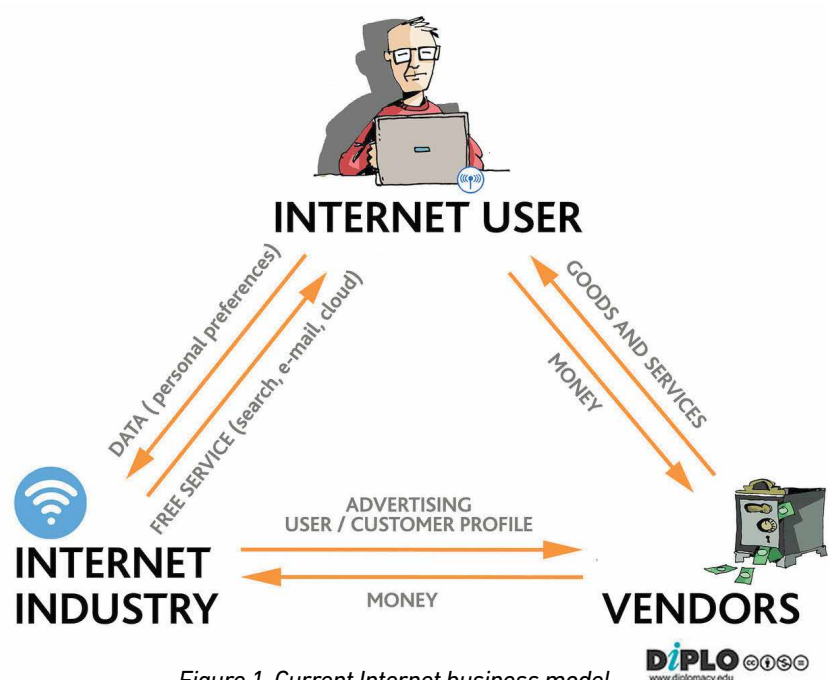 INTERNET USER
DATA ( personal preferences)
FREE SERVICE (search, e-mail, cloud)
GOODS AND SERVICES
MONEY
ADVERTISING
USER / CUSTOMER PROFILE
MONEY
INTERNET
INDUSTRY
VENDORS
Figure 1. Current Internet business model
DiPLO
www.diplomacy.edu